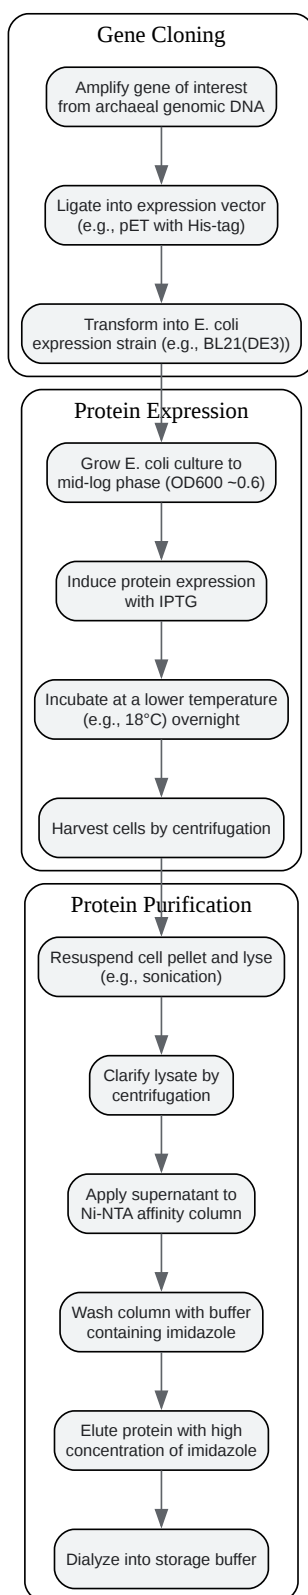 Gene Cloning
Amplify gene of interest
from archaeal genomic DNA
Ligate into expression vector
(e.g., pET with His-tag)
Transform into E. coli
expression strain (e.g., BL21(DE3))
Protein Expression
Grow E. coli culture to
mid-log phase (OD600 ~0.6)
Induce protein expression
with IPTG
Incubate at a lower temperature
(e.g., 18°C) overnight
Harvest cells by centrifugation
Protein Purification
Resuspend cell pellet and lyse
(e.g., sonication)
Clarify lysate by
centrifugation
Apply supernatant to
Ni-NTA affinity column
Wash column with buffer
containing imidazole
Elute protein with high
concentration of imidazole
Dialyze into storage buffer